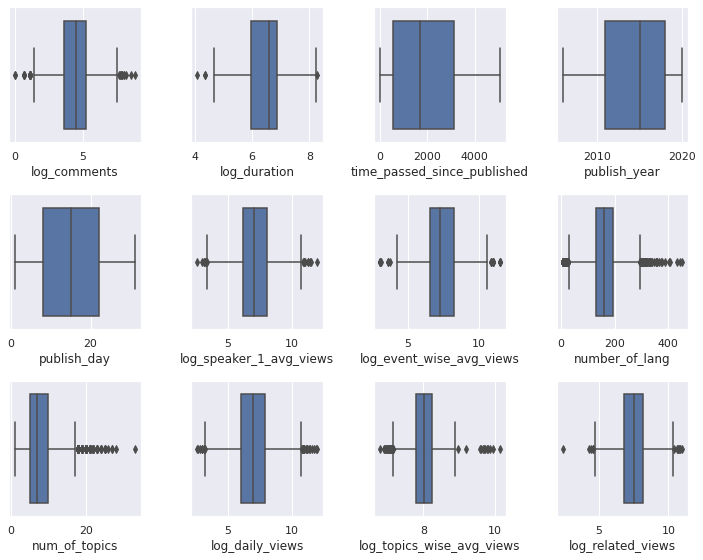 0 5
log_comments
4 6 8
log_duration
0 2000 4000
time_passed_since_published
2010 2020
publish_year
0 20
publish_day
5 10
log_speaker_1_avg_views
5 10
log_event_wise_avg_views
0 200 400
number_of_lang
0 20
num_of_topics
5 10
log_daily_views
8 10
log_topics_wise_avg_views
5 10
log_related_views